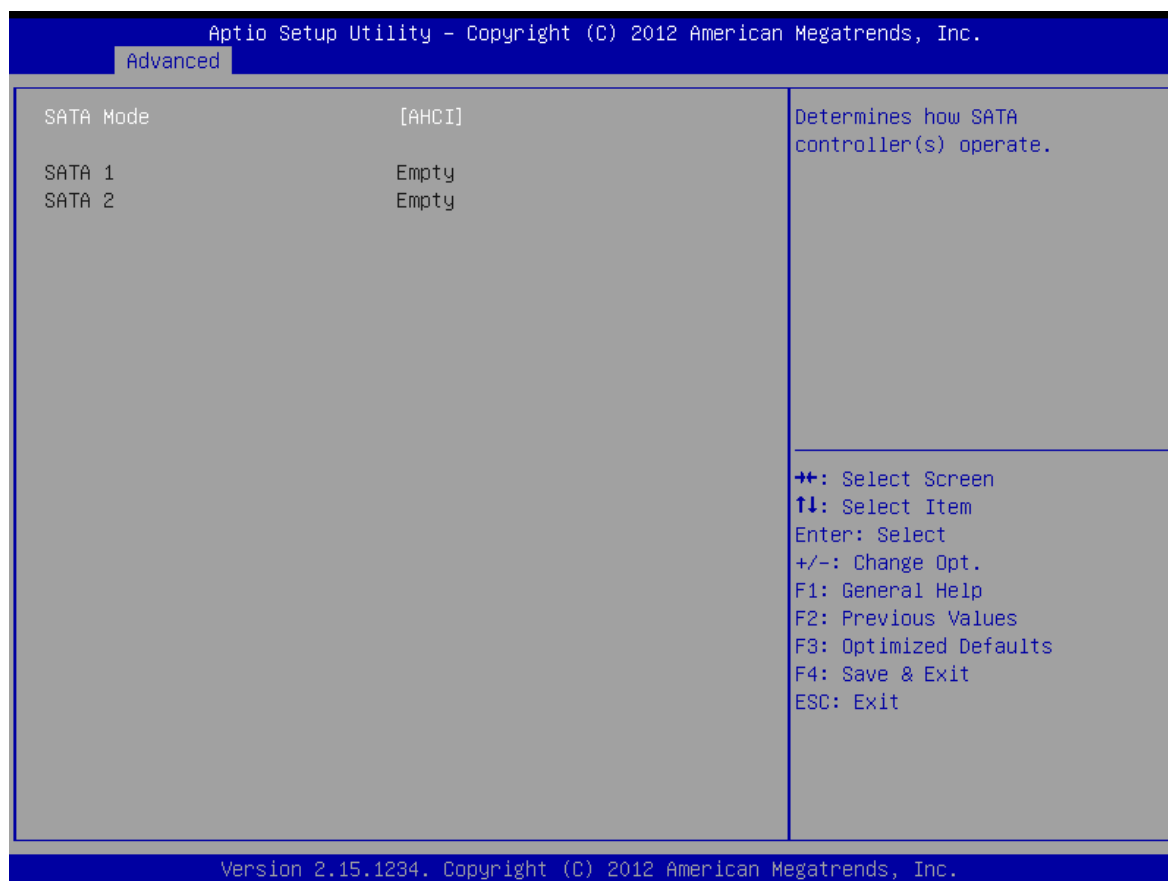 Aptio Setup Utility – Copyright (C) 2012 American Megatrends, Inc.
Advanced
SATA Mode [AHCI]
SATA 1 Empty
SATA 2 Empty
Determines how SATA
controller(s) operate.
→←: Select Screen
↑↓: Select Item
Enter: Select
+/-: Change Opt.
F1: General Help
F2: Previous Values
F3: Optimized Defaults
F4: Save & Exit
ESC: Exit
Version 2.15.1234. Copyright (C) 2012 American Megatrends, Inc.